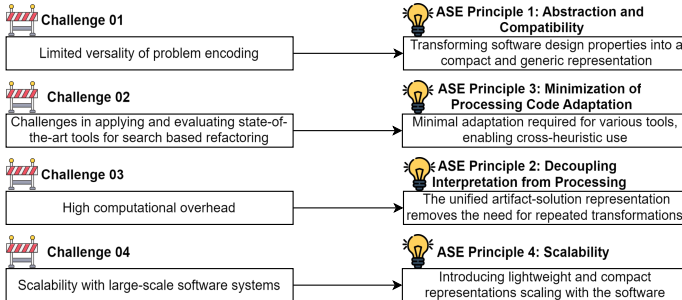 Challenge 01
ASE Principle 1: Abstraction and
Compatibility
Limited versality of problem encoding
Transforming software design properties into a
compact and generic representation
Challenge 02
ASE Principle 3: Minimization of
Processing Code Adaptation
Challenges in applying and evaluating state-of-
the-art tools for search based refactoring
Minimal adaptation required for various tools,
enabling cross-heuristic use
Challenge 03
ASE Principle 2: Decoupling
Interpretation from Processing
High computational overhead
The unified artifact-solution representation
removes the need for repeated transformations
Challenge 04
ASE Principle 4: Scalability
Scalability with large-scale software systems
Introducing lightweight and compact
representations scaling with the software